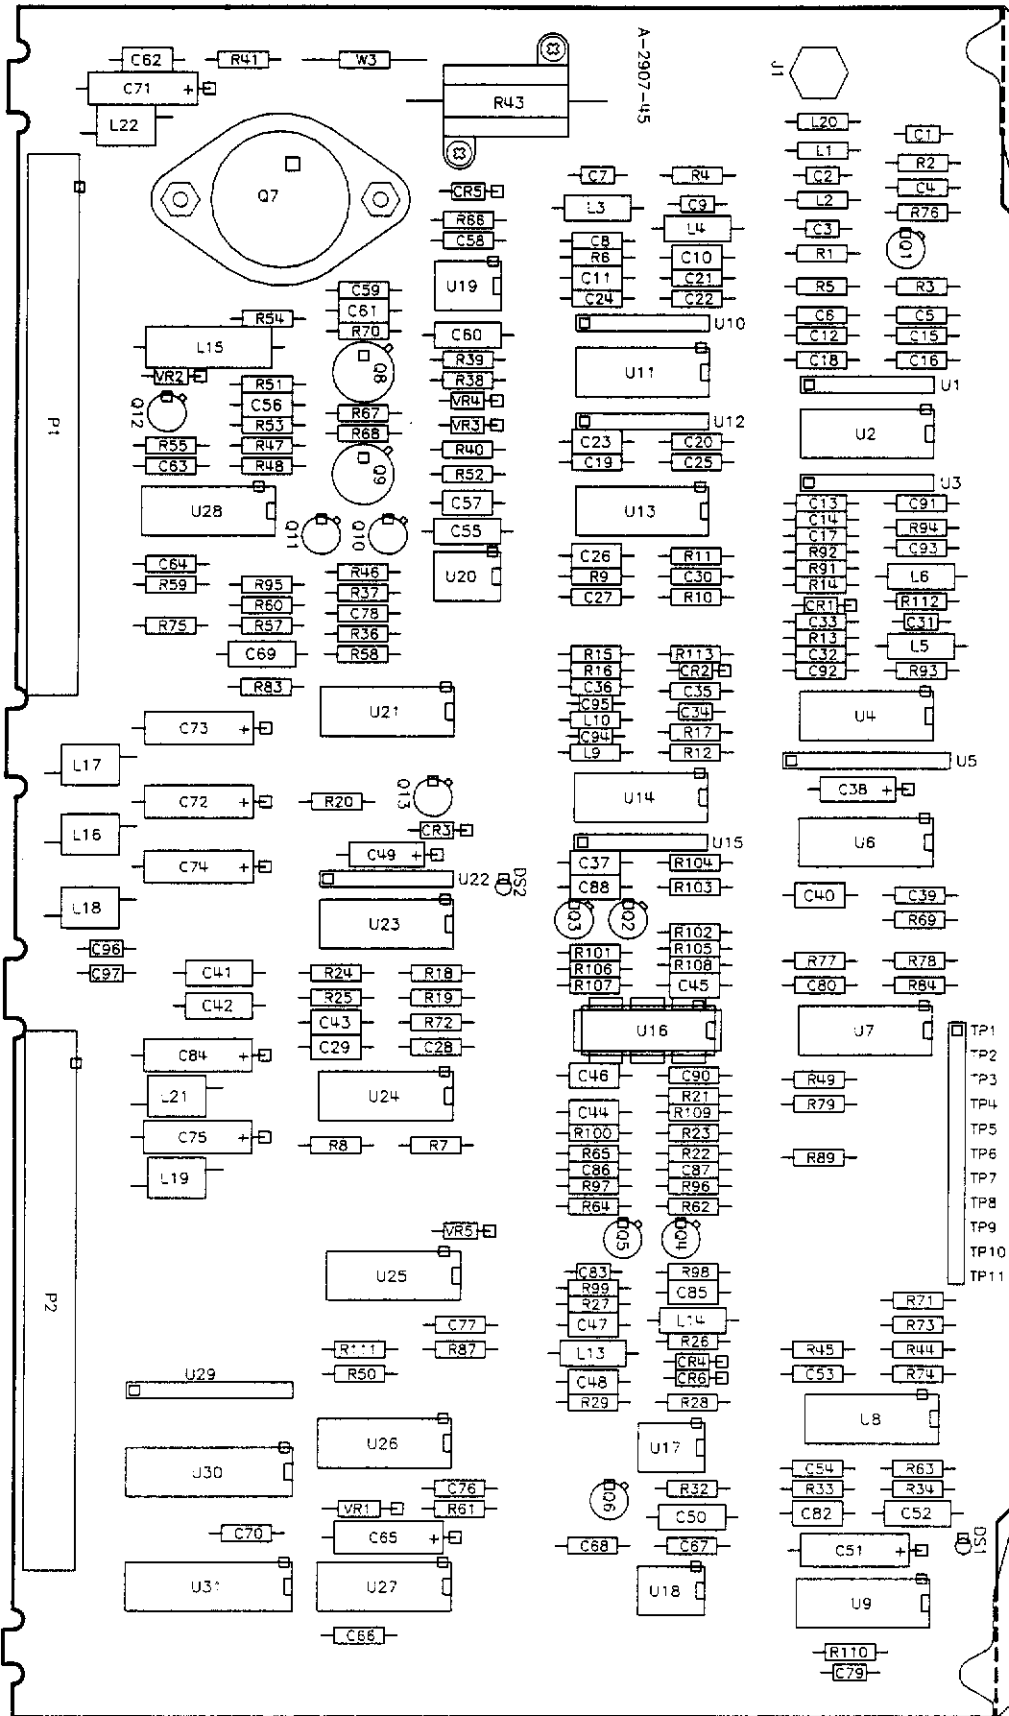 A-2907-45
J1
C62
R41
W3
C71 +
R43
L22
L20
C1
L1
R2
C7
R4
C2
C4
Q7
CR5
L3
C9
L2
R76
R66
L4
C3
Q1
C58
C8
R6
C10
R1
U19
C11
C21
C59
C24
C22
R5
R3
C61
R54
R70
C60
U10
C6
C5
C12
C15
L15
R39
U11
C18
C16
VR2
Q8
R38
R51
U1
Q12
C56
VR4
R67
R53
VR3
U12
U2
R68
P1
R55
R47
R40
C23
C20
C63
R48
Q9
R52
C19
C25
U3
U28
C57
U13
C13
C91
Q11
Q10
C55
C14
R94
C17
C93
R92
C64
R46
U20
C26
R11
R91
L6
R59
R95
R37
R9
C30
R14
R60
C78
C27
R10
CR1
R112
R75
R57
R36
C33
C31
C69
R58
R15
R113
R13
L5
R16
CR2
C32
R83
C36
C35
C92
R93
U21
C95
C34
U4
C73 +
L10
R17
C94
L17
L9
R12
U5
U14
C38 +
C72
R20
Q13
L16
CR3
U15
U6
C74 +
C49 +
C37
R104
U22
DS2
C88
R103
C40
C39
L18
U23
Q3
Q2
R69
R102
C96
R101
R105
R77
R78
C97
C41
R24
R18
R106
R108
C80
R84
C42
R25
R19
R107
C45
C43
R72
U16
U7
TP1
C84 +
C29
C28
TP2
L21
U24
C46
C90
R49
TP3
R21
R79
TP4
C44
R109
C75 +
R8
R7
R100
R23
TP5
R65
R22
R89
TP6
L19
C86
C87
TP7
R97
R96
TP8
R64
R62
VR5
Q5
Q4
TP9
TP10
U25
C83
R98
TP11
R99
C85
P2
R27
R71
C77
C47
L14
R73
R111
R87
L13
R26
R45
R44
U29
R50
CR4
C53
R74
C48
CR6
R29
R28
U8
U26
U17
U30
C54
R63
C76
Q6
R32
R33
R34
VR1
R61
C50
C82
C52
C70
C65 +
C68
C67
C51 +
DS1
U31
U27
U18
U9
C66
R110
C79